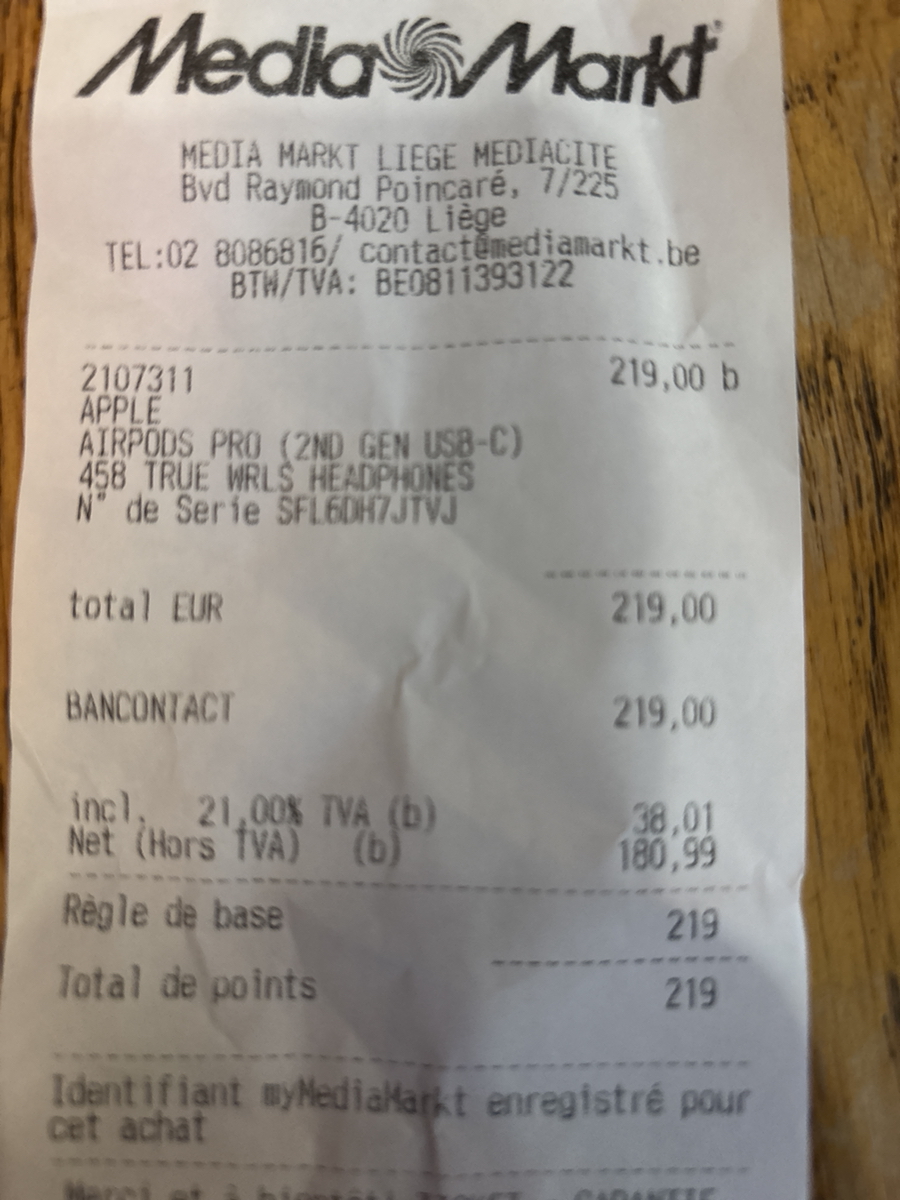 MediaMarkt
MEDIA MARKT LIEGE MEDIACITE
Bvd Raymond Poincaré, 7/225
B-4020 Liège
TEL:02 8086816/ contact@mediamarkt.be
BTW/TVA: BE0811393122
2107311 219,00 b
APPLE
AIRPODS PRO (2ND GEN USB-C)
458 TRUE WRLS HEADPHONES
N° de Serie SFL6DH7JTVJ
total EUR 219,00
BANCONTACT 219,00
incl. 21,00% TVA (b) 38,01
Net (Hors TVA) (b) 180,99
Règle de base 219
Total de points 219
Identifiant myMediaMarkt enregistré pour
cet achat
Merci et à bientôt!